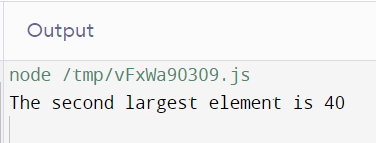 Output
node /tmp/vFxWa90309.js
The second largest element is 40